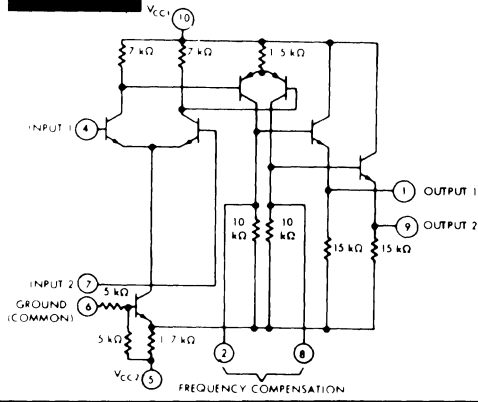 VCC1 10
7 kΩ 7 kΩ 1.5 kΩ
INPUT 1 4
1 OUTPUT 1
9 OUTPUT 2
10 kΩ 10 kΩ
15 kΩ 15 kΩ
INPUT 2 7
5 kΩ
GROUND (COMMON) 6
5 kΩ 1.7 kΩ
2 8
VCC2 5
FREQUENCY COMPENSATION